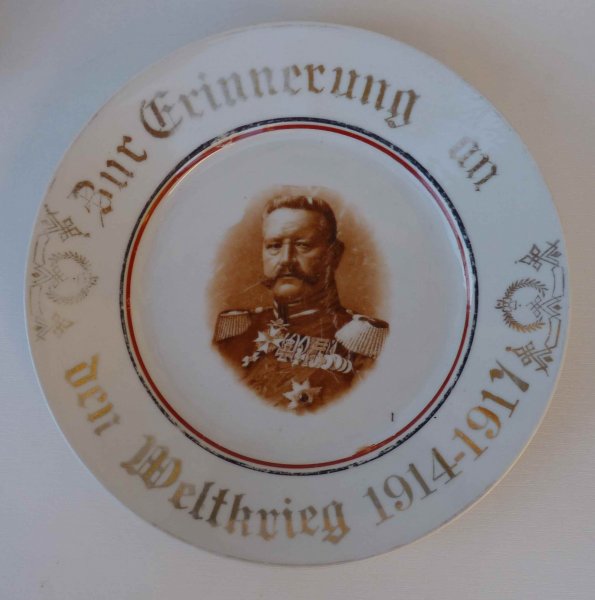 Zur Erinnerung an
den Weltkrieg 1914-1917